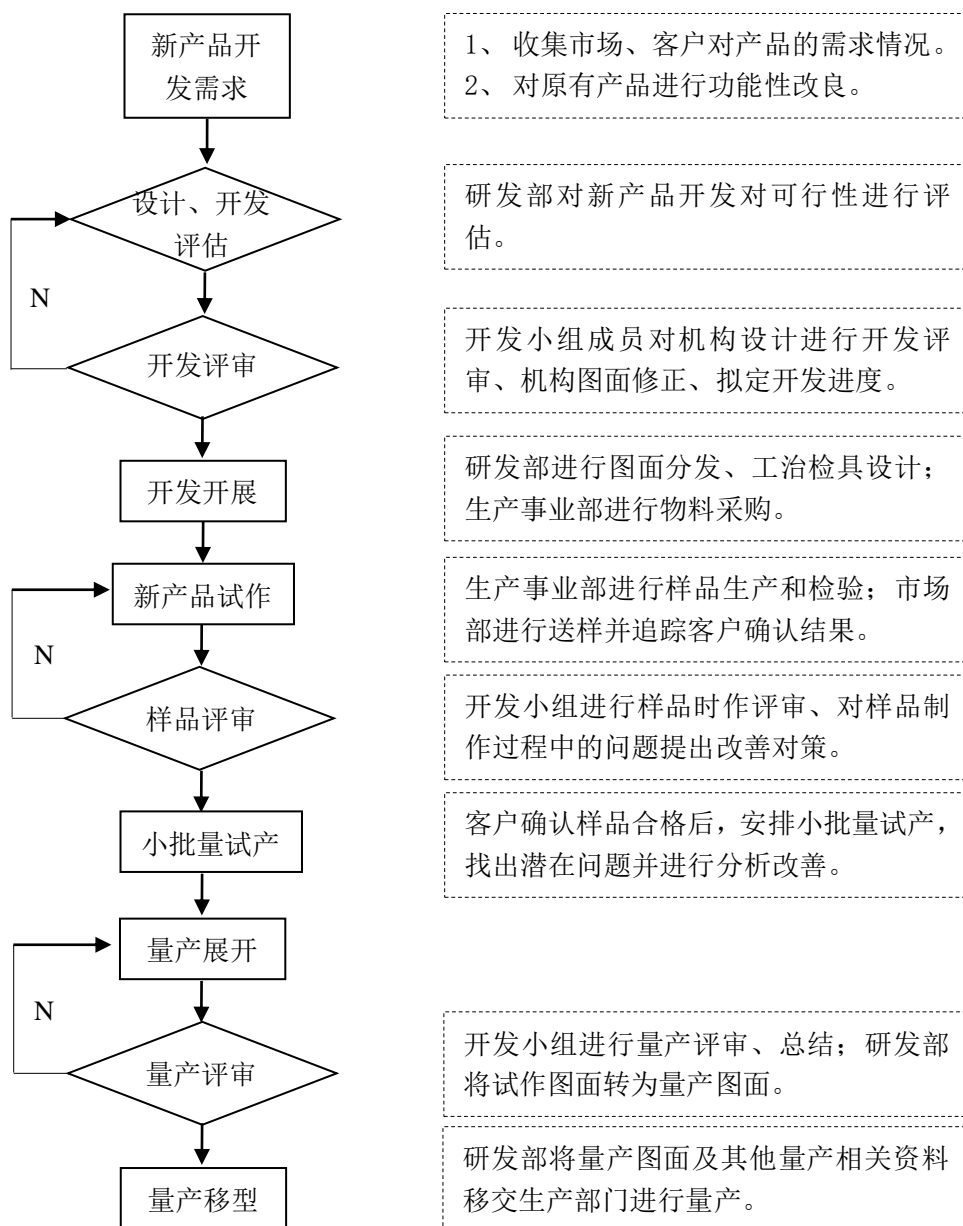 新产品开
发需求
1、 收集市场、客户对产品的需求情况。
2、 对原有产品进行功能性改良。
设计、开发
评估
研发部对新产品开发对可行性进行评
估。
N
开发评审
开发小组成员对机构设计进行开发评
审、机构图面修正、拟定开发进度。
开发开展
研发部进行图面分发、工治检具设计；
生产事业部进行物料采购。
新产品试作
生产事业部进行样品生产和检验；市场
部进行送样并追踪客户确认结果。
N
样品评审
开发小组进行样品时作评审、对样品制
作过程中的问题提出改善对策。
小批量试产
客户确认样品合格后，安排小批量试产，
找出潜在问题并进行分析改善。
量产展开
N
量产评审
开发小组进行量产评审、总结；研发部
将试作图面转为量产图面。
量产移型
研发部将量产图面及其他量产相关资料
移交生产部门进行量产。